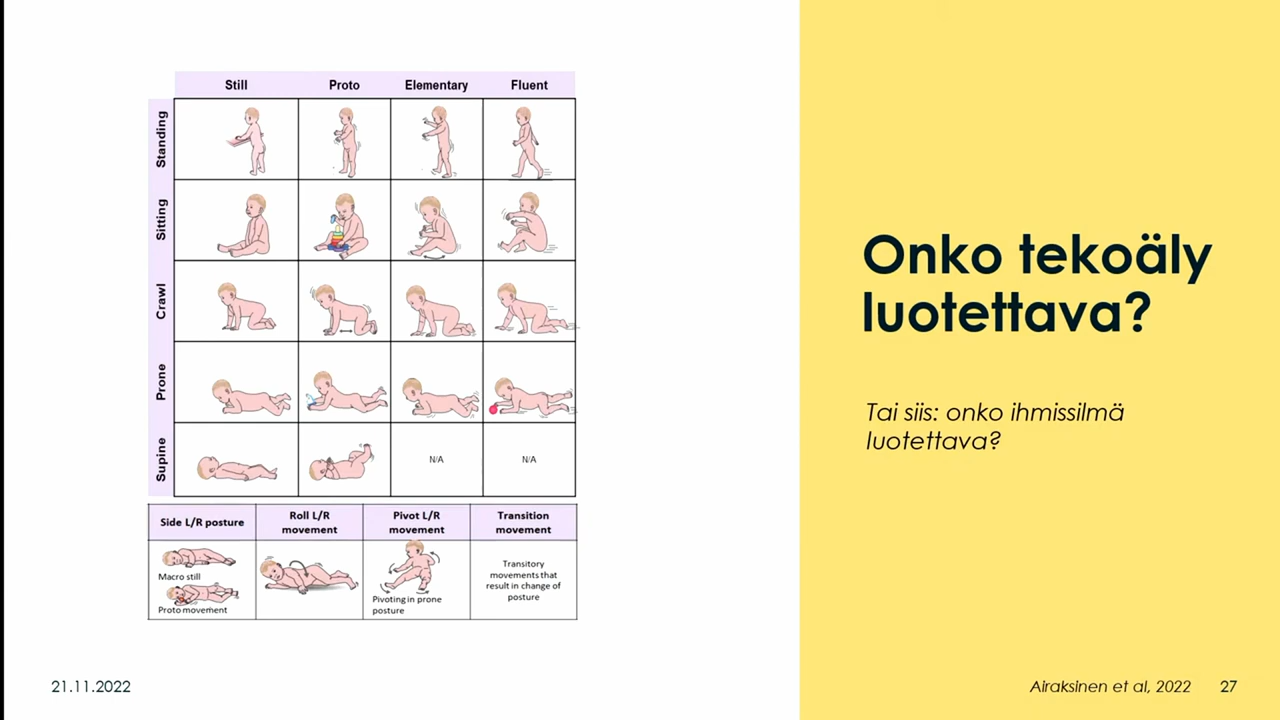 Still Proto Elementary Fluent
Standing
Sitting
Crawl
Prone
Supine
N/A N/A
Side L/R posture
Roll L/R
movement
Pivot L/R
movement
Transition
movement
Macro still
Proto movement
Pivoting in prone
posture
Transitory
movements that
result in change of
posture
Onko tekoäly
luotettava?
Tai siis: onko ihmissilmä
luotettava?
21.11.2022
Airaksinen et al, 2022 27